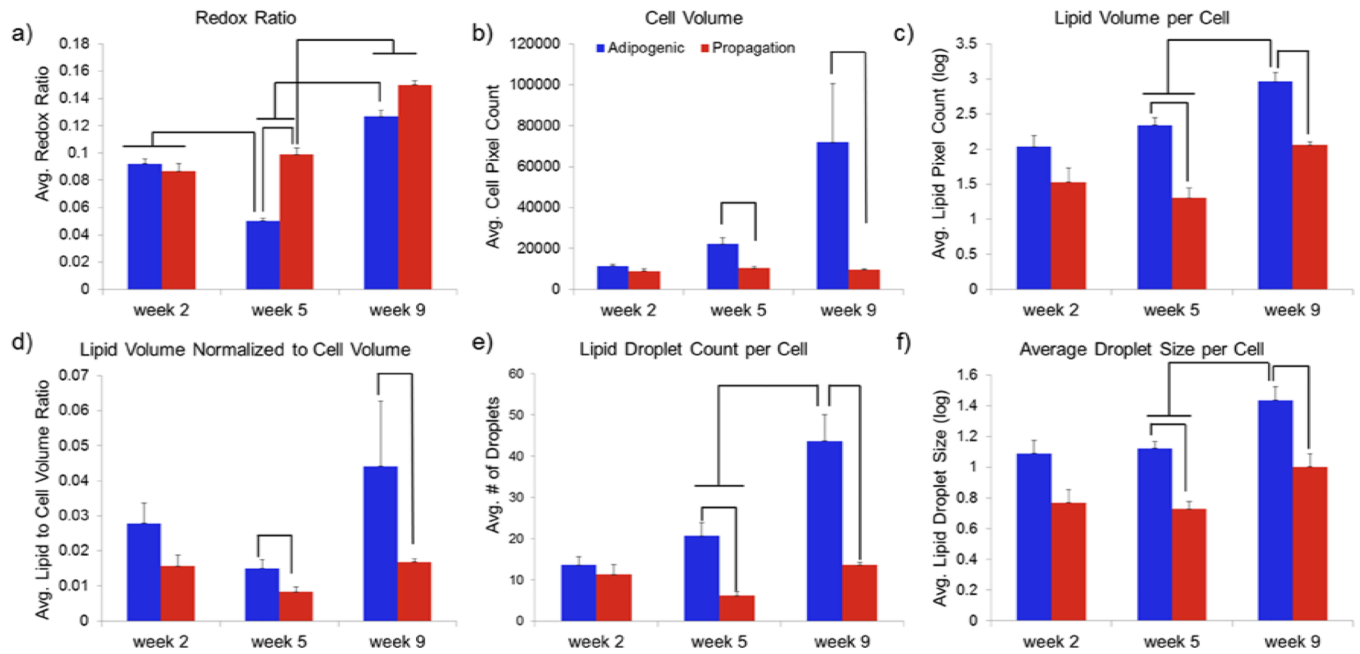 a)
Redox Ratio
Avg. Redox Ratio
0.18
0.16
0.14
0.12
0.1
0.08
0.06
0.04
0.02
0
week 2 week 5 week 9
b)
Cell Volume
Adipogenic Propagation
Avg. Cell Pixel Count
120000
100000
80000
60000
40000
20000
0
week 2 week 5 week 9
c)
Lipid Volume per Cell
Avg. Lipid Pixel Count (log)
3.5
3
2.5
2
1.5
1
0.5
0
week 2 week 5 week 9
d)
Lipid Volume Normalized to Cell Volume
Avg. Lipid to Cell Volume Ratio
0.07
0.06
0.05
0.04
0.03
0.02
0.01
0
week 2 week 5 week 9
e)
Lipid Droplet Count per Cell
Avg. # of Droplets
60
50
40
30
20
10
0
week 2 week 5 week 9
f)
Average Droplet Size per Cell
Avg. Lipid Droplet Size (log)
1.6
1.4
1.2
1
0.8
0.6
0.4
0.2
0
week 2 week 5 week 9